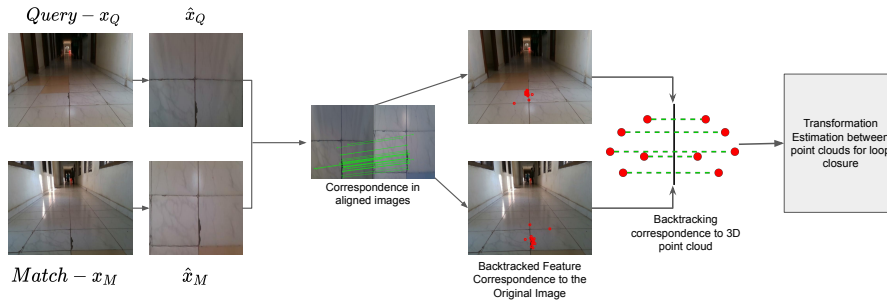 Query − x_Q
x̂_Q
Match − x_M
x̂_M
Correspondence in
aligned images
Backtracked Feature
Correspondence to the
Original Image
Backtracking
correspondence to 3D
point cloud
Transformation
Estimation between
point clouds for loop
closure